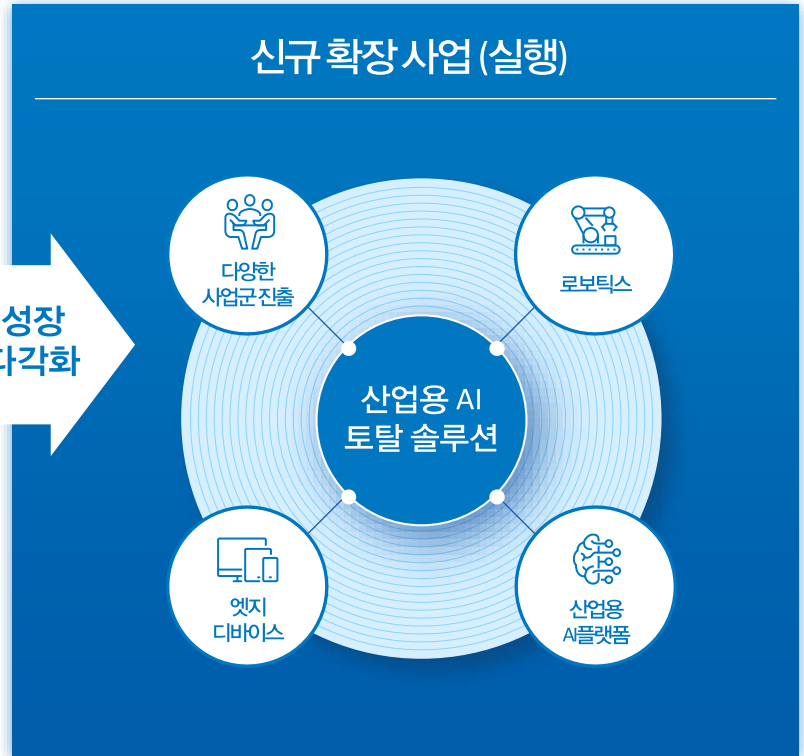 신규 확장 사업 (실행)
다양한
사업군 진출
로보틱스
성장
다각화
산업용 AI
토탈 솔루션
엣지
디바이스
산업용
AI플랫폼